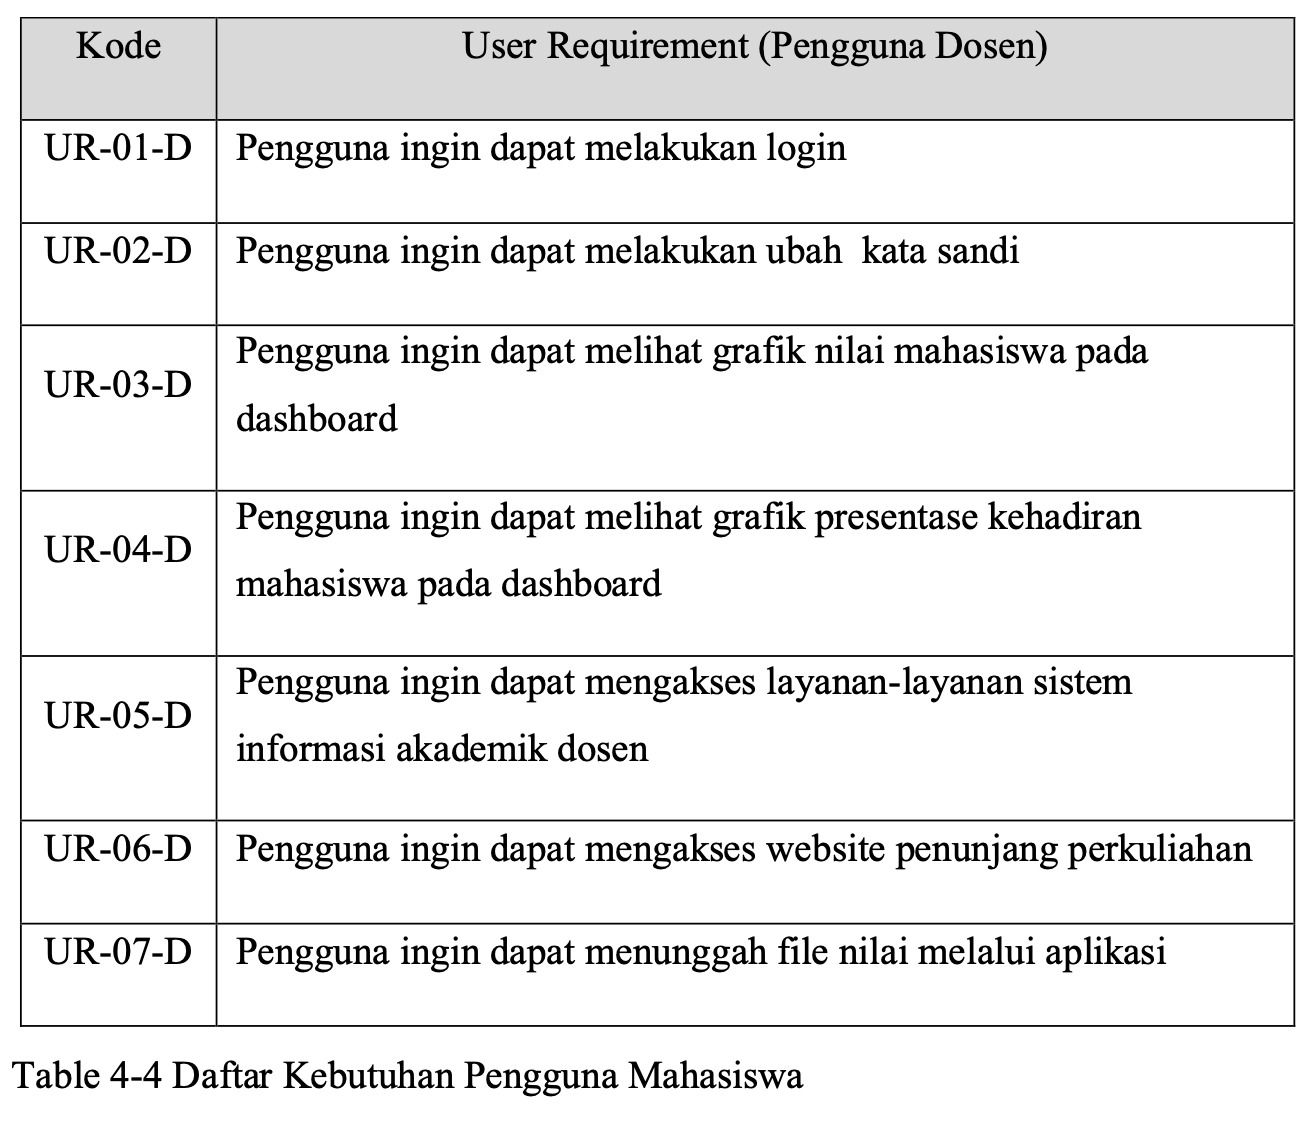 Kode User Requirement (Pengguna Dosen)
UR-01-D Pengguna ingin dapat melakukan login
UR-02-D Pengguna ingin dapat melakukan ubah  kata sandi
UR-03-D Pengguna ingin dapat melihat grafik nilai mahasiswa pada
dashboard
UR-04-D Pengguna ingin dapat melihat grafik presentase kehadiran
mahasiswa pada dashboard
UR-05-D Pengguna ingin dapat mengakses layanan-layanan sistem
informasi akademik dosen
UR-06-D Pengguna ingin dapat mengakses website penunjang perkuliahan
UR-07-D Pengguna ingin dapat menunggah file nilai melalui aplikasi
Table 4-4 Daftar Kebutuhan Pengguna Mahasiswa